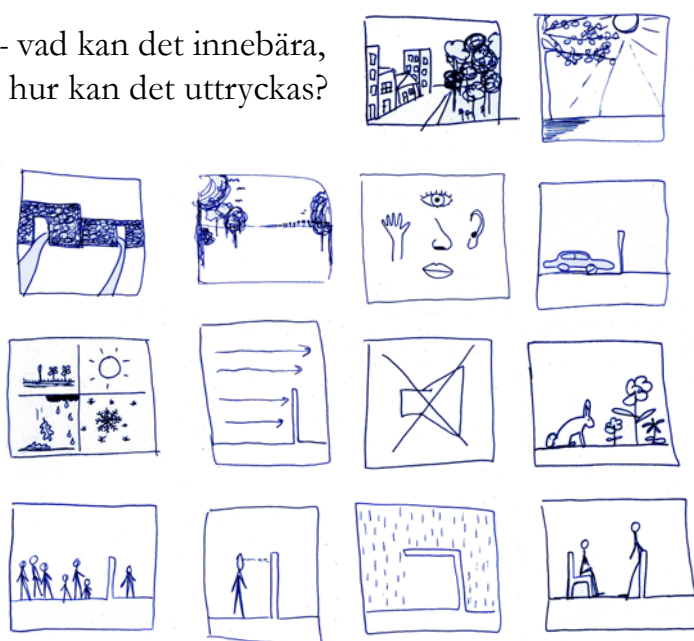 - vad kan det innebära,
hur kan det uttryckas?